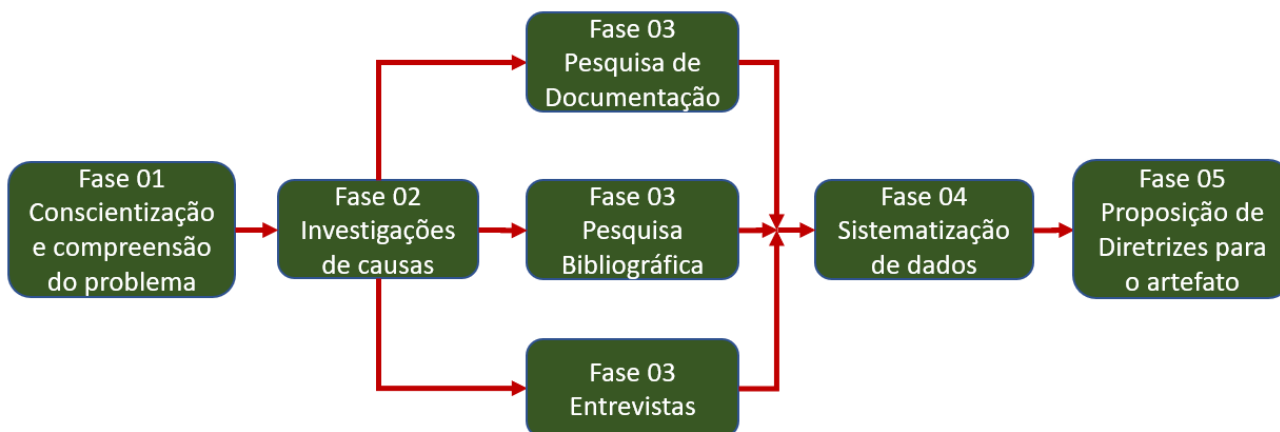 Fase 01
Conscientização
e compreensão
do problema
Fase 02
Investigações
de causas
Fase 03
Pesquisa de
Documentação
Fase 03
Pesquisa
Bibliográfica
Fase 03
Entrevistas
Fase 04
Sistematização
de dados
Fase 05
Proposição de
Diretrizes para
o artefato